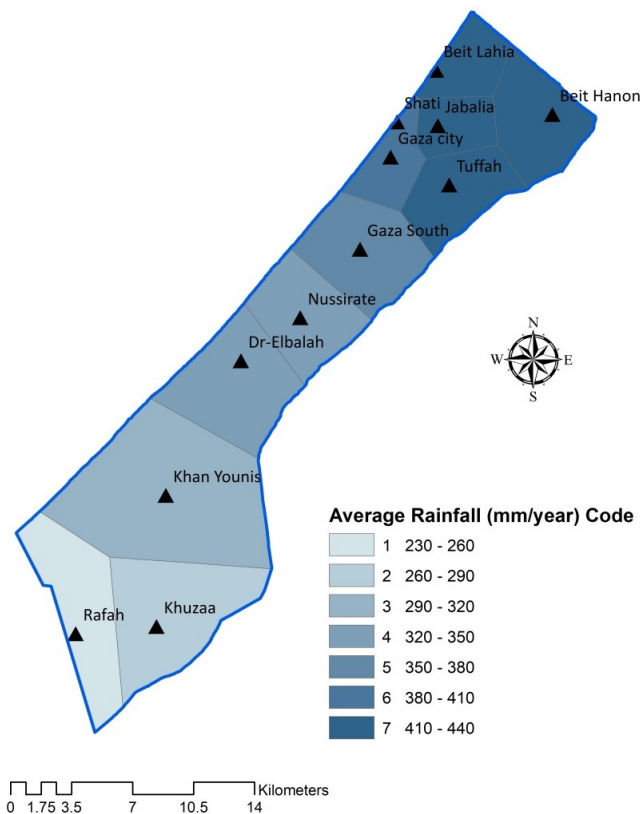 Beit Lahia
Beit Hanon
Shati
Jabalia
Gaza city
Tuffah
Gaza South
Nussirate
Dr-Elbalah
N
W
E
S
Khan Younis
Average Rainfall (mm/year) Code
1 230 - 260
2 260 - 290
3 290 - 320
4 320 - 350
5 350 - 380
6 380 - 410
7 410 - 440
Rafah
Khuzaa
Kilometers
0 1.75 3.5 7 10.5 14